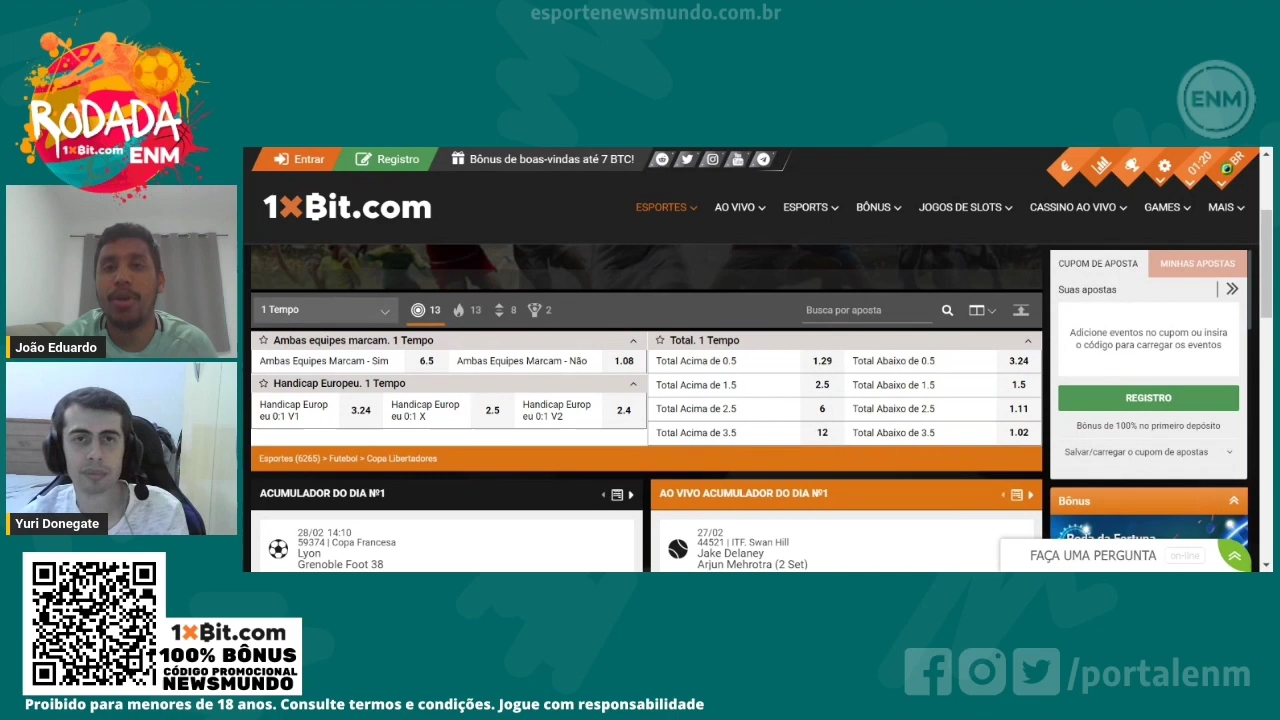 esportenewsmundo.com.br
RODADA
1xBit.com
ENM
ENM
Entrar
Registro
Bônus de boas-vindas até 7 BTC!
01:20
BR
1xBit.com
ESPORTES
AO VIVO
ESPORTS
BÔNUS
JOGOS DE SLOTS
CASSINO AO VIVO
GAMES
MAIS
João Eduardo
Yuri Donegate
1 Tempo
13
13
8
2
Busca por aposta
Ambas equipes marcam. 1 Tempo
Ambas Equipes Marcam - Sim 6.5 Ambas Equipes Marcam - Não 1.08
Handicap Europeu. 1 Tempo
Handicap Europ
eu 0:1 V1
3.24
Handicap Europ
eu 0:1 X
2.5
Handicap Europ
eu 0:1 V2
2.4
Total. 1 Tempo
Total Acima de 0.5 1.29 Total Abaixo de 0.5 3.24
Total Acima de 1.5 2.5 Total Abaixo de 1.5 1.5
Total Acima de 2.5 6 Total Abaixo de 2.5 1.11
Total Acima de 3.5 12 Total Abaixo de 3.5 1.02
Esportes (6265) > Futebol > Copa Libertadores
ACUMULADOR DO DIA Nº1
28/02 14:10
59374 | Copa Francesa
Lyon
Grenoble Foot 38
AO VIVO ACUMULADOR DO DIA Nº1
27/02
44521 | ITF. Swan Hill
Jake Delaney
Arjun Mehrotra (2 Set)
CUPOM DE APOSTA
MINHAS APOSTAS
Suas apostas
Adicione eventos no cupom ou insira
o código para carregar os eventos
REGISTRO
Bônus de 100% no primeiro depósito
Salvar/carregar o cupom de apostas
Bônus
Roda da Fortuna
FAÇA UMA PERGUNTA on-line
1xBit.com
100% BÔNUS
CÓDIGO PROMOCIONAL
NEWSMUNDO
/portalenm
Proibido para menores de 18 anos. Consulte termos e condições. Jogue com responsabilidade